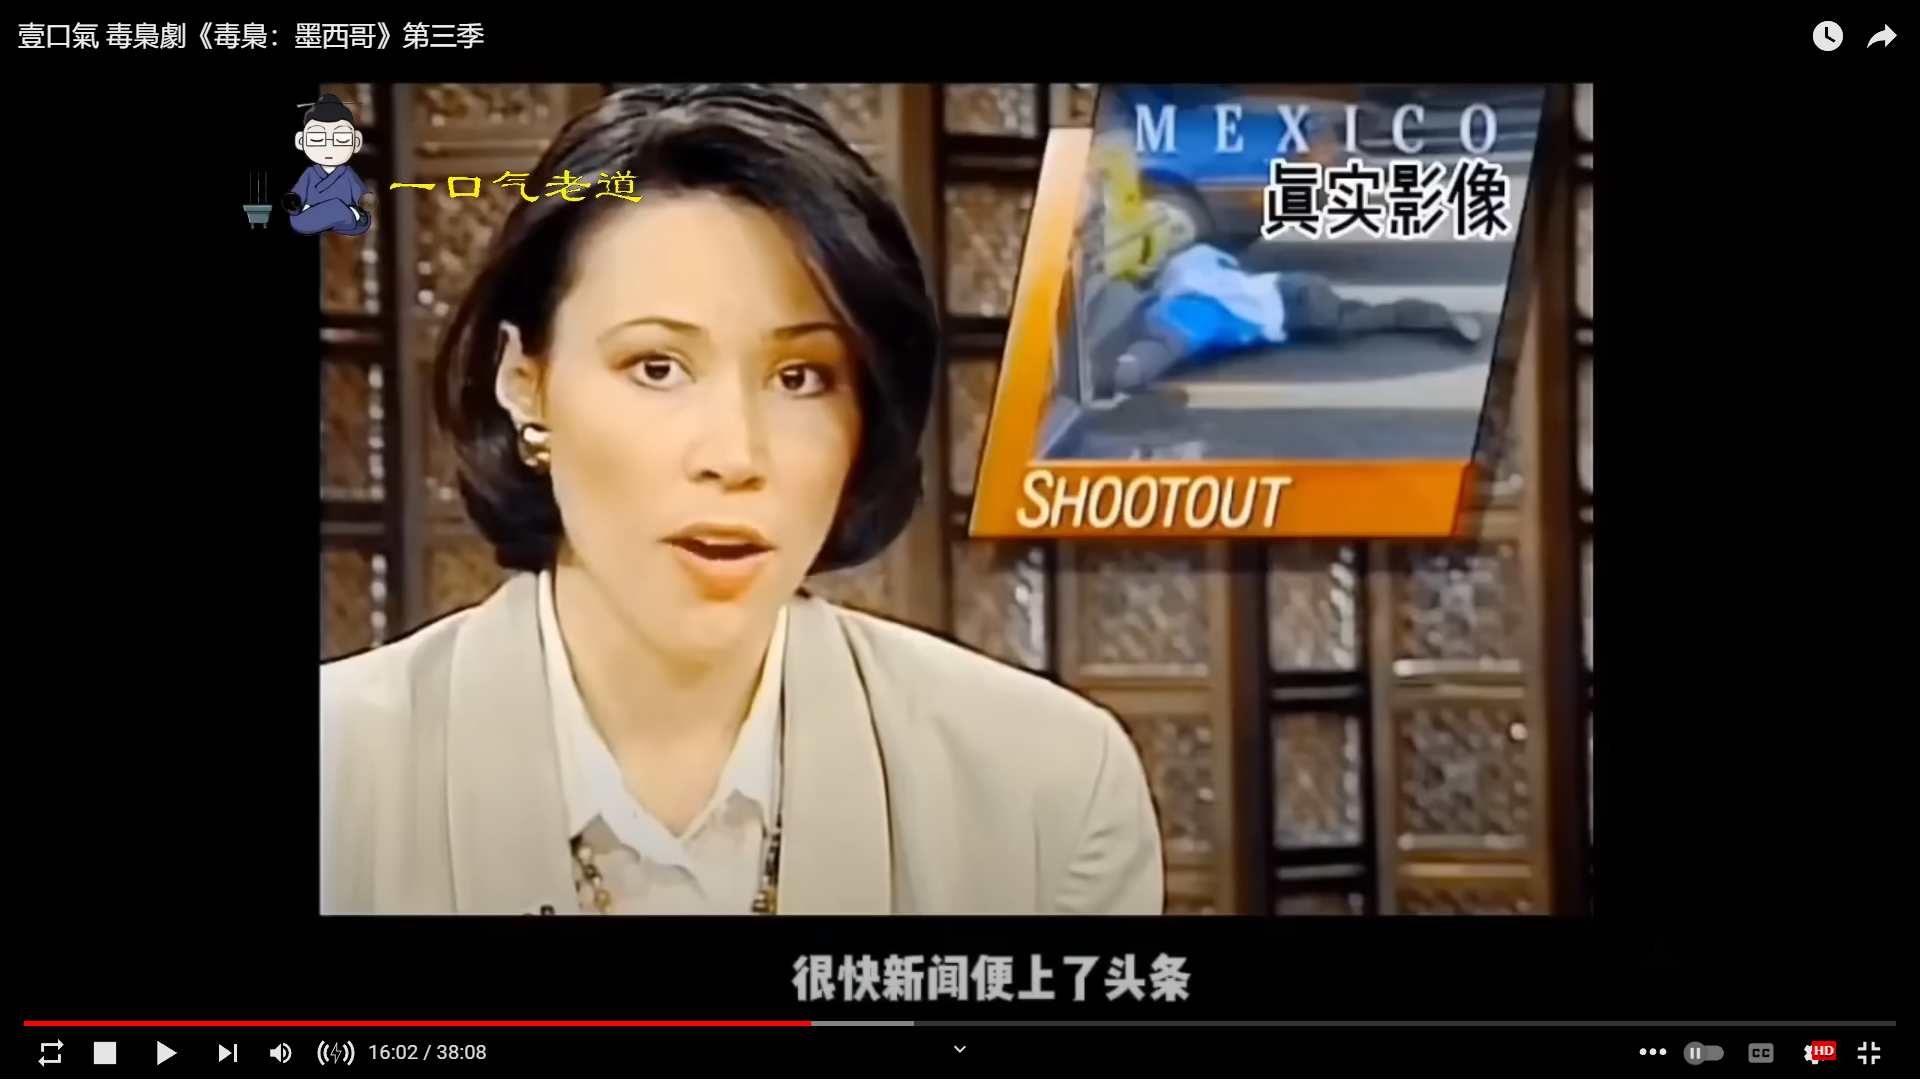 壹口氣 毒梟劇《毒梟：墨西哥》第三季
一口气老道
MEXICO
眞实影像
SHOOTOUT
很快新闻便上了头条
16:02 / 38:08
CC
HD